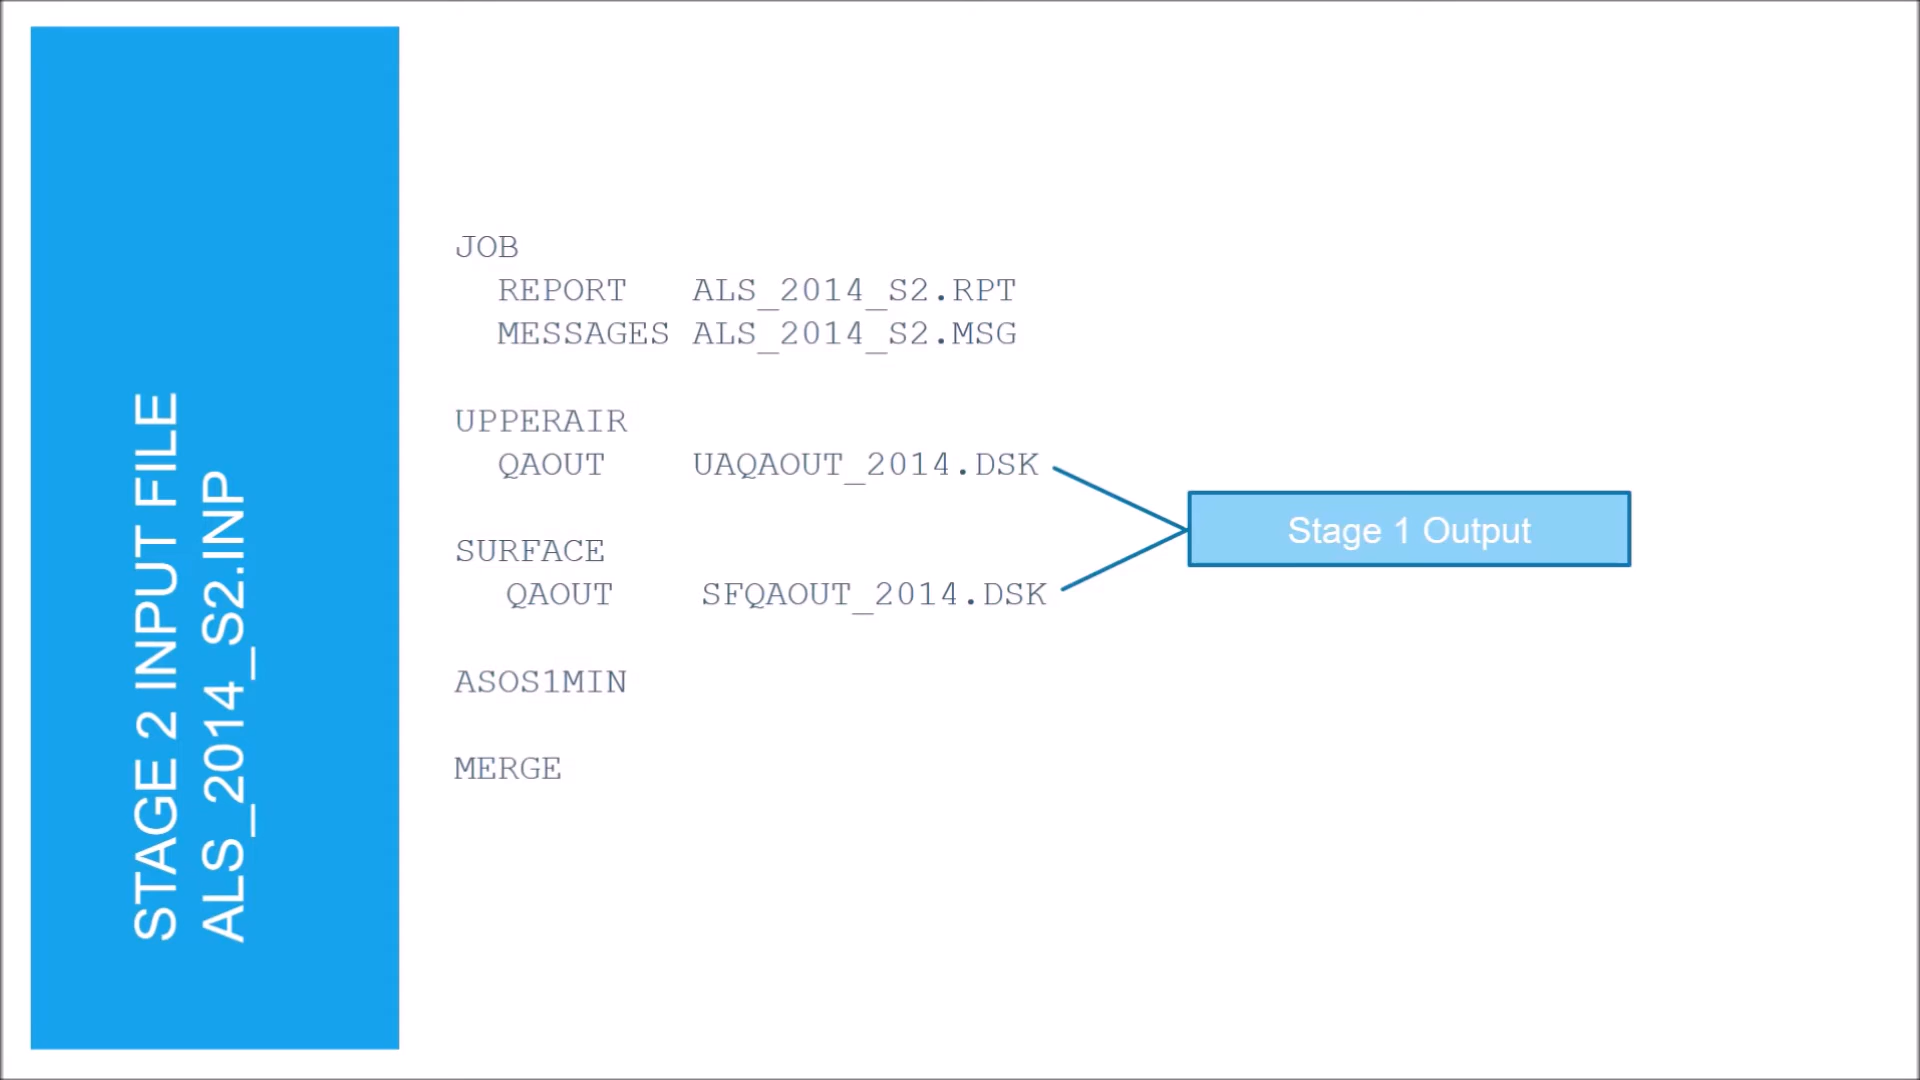 STAGE 2 INPUT FILE
ALS_2014_S2.INP
JOB
REPORT ALS_2014_S2.RPT
MESSAGES ALS_2014_S2.MSG
UPPERAIR
QAOUT UAQAOUT_2014.DSK
Stage 1 Output
SURFACE
QAOUT SFQAOUT_2014.DSK
ASOS1MIN
MERGE